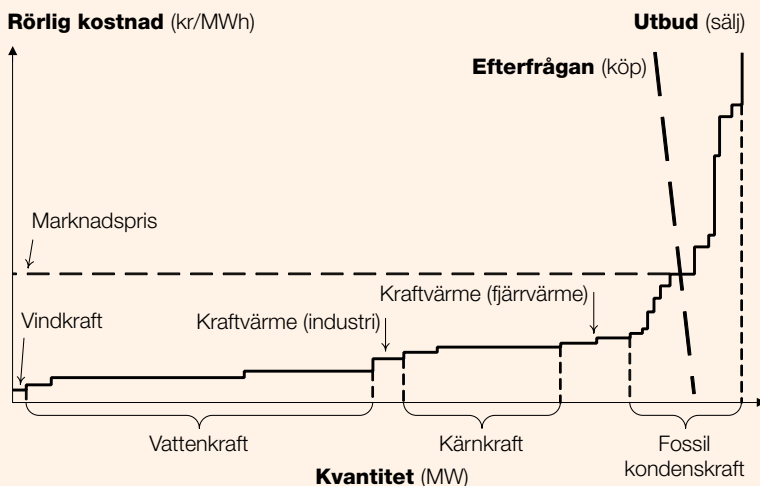 Rörlig kostnad (kr/MWh)
Utbud (sälj)
Efterfrågan (köp)
Marknadspris
Kraftvärme (fjärrvärme)
Vindkraft
Kraftvärme (industri)
Vattenkraft
Kärnkraft
Fossil
kondenskraft
Kvantitet (MW)